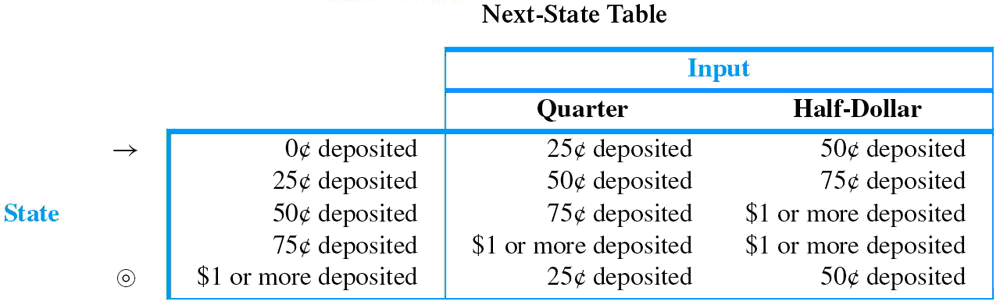 Next-State Table
Input
Quarter Half-Dollar
→ 0¢ deposited 25¢ deposited 50¢ deposited
25¢ deposited 50¢ deposited 75¢ deposited
State 50¢ deposited 75¢ deposited $1 or more deposited
75¢ deposited $1 or more deposited $1 or more deposited
◎ $1 or more deposited 25¢ deposited 50¢ deposited